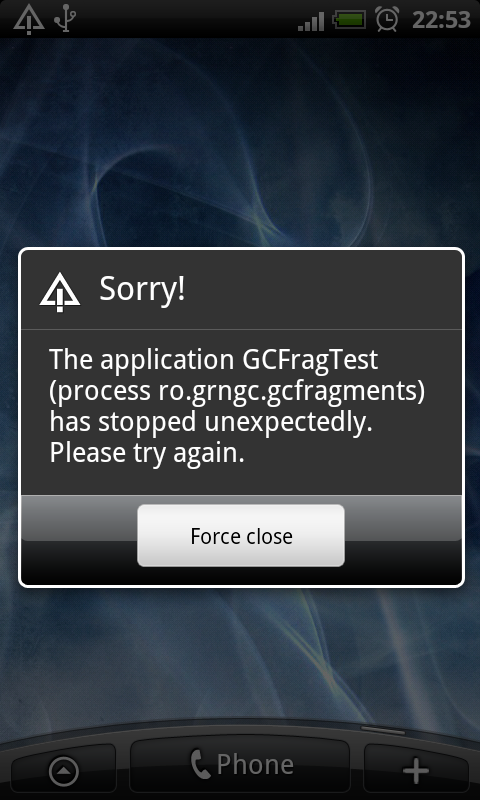 22:53
Sorry!
The application GCFragTest
(process ro.grngc.gcfragments)
has stopped unexpectedly.
Please try again.
Force close
Phone